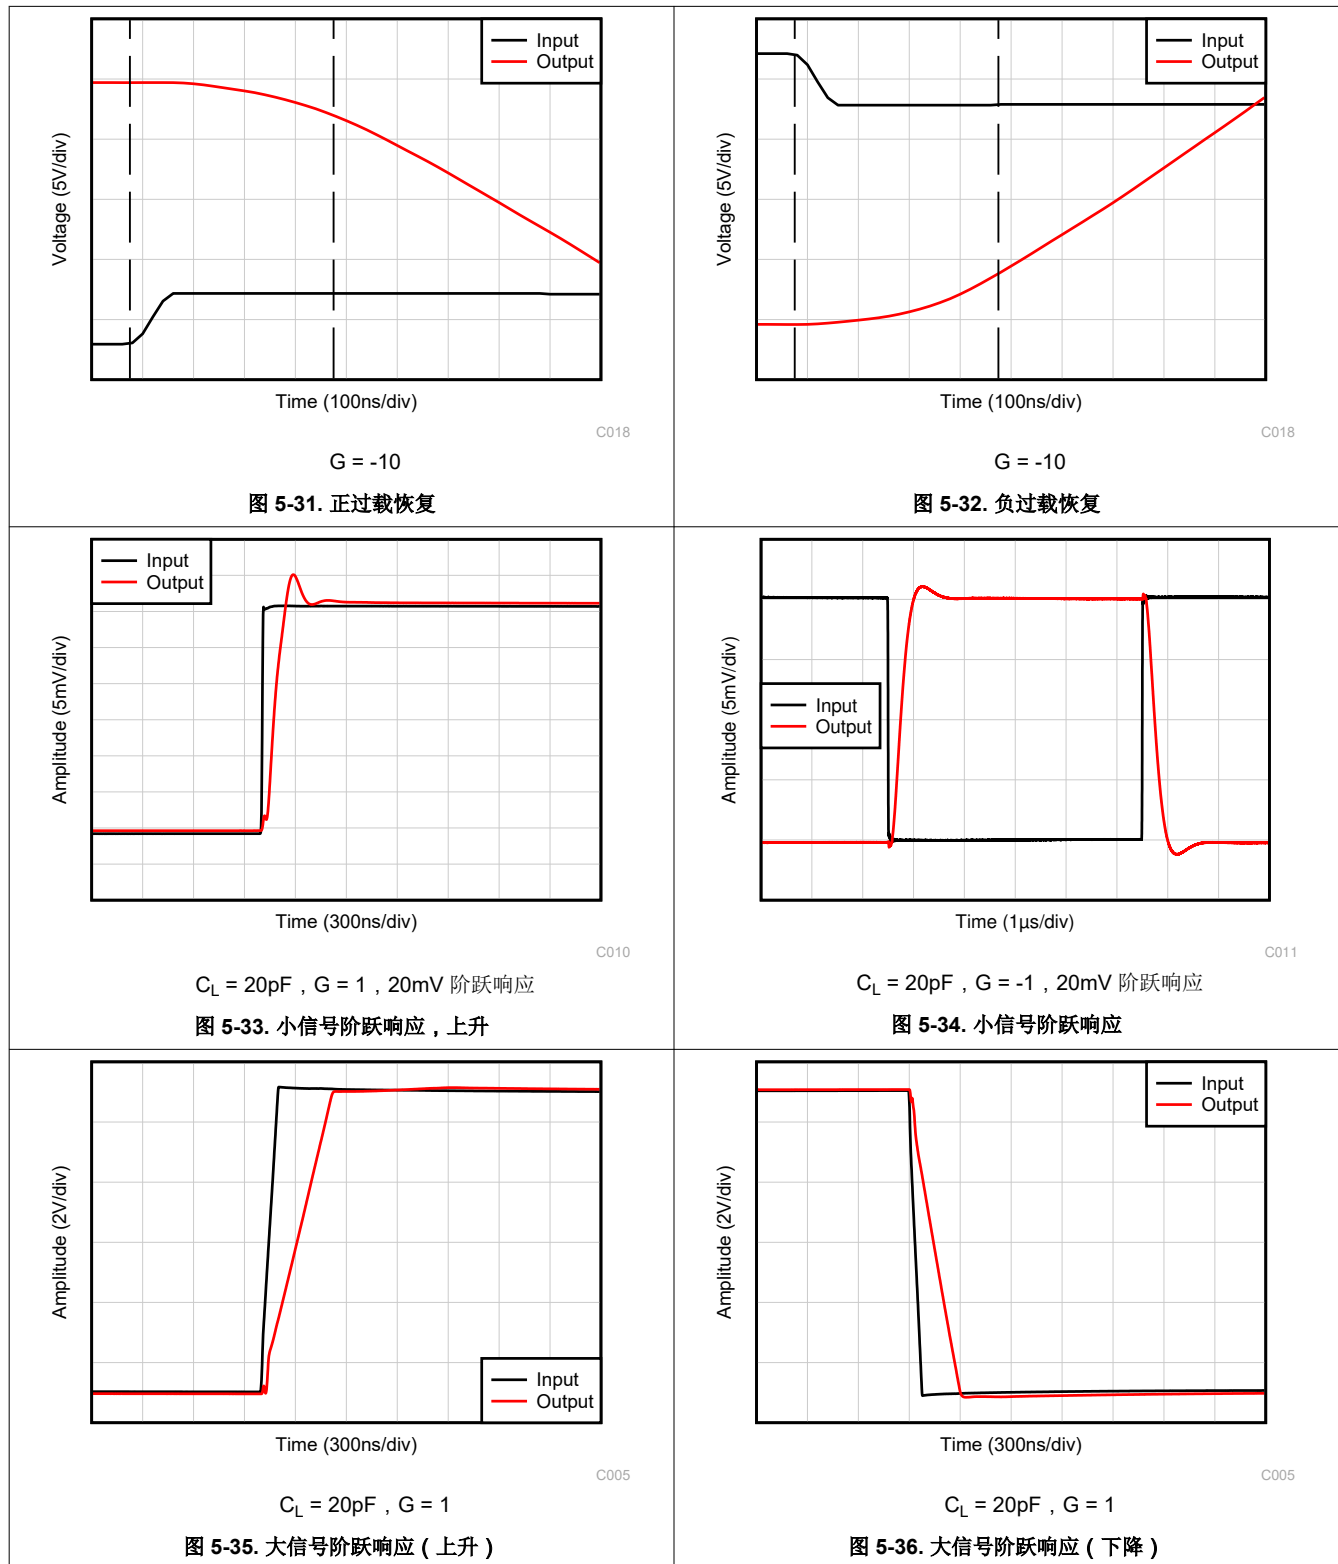 Input
Output
Voltage (5V/div)
Time (100ns/div)
C018
G = -10
图 5-31. 正过载恢复
Input
Output
Voltage (5V/div)
Time (100ns/div)
C018
G = -10
图 5-32. 负过载恢复
Input
Output
Amplitude (5mV/div)
Time (300ns/div)
C010
CL = 20pF，G = 1，20mV 阶跃响应
图 5-33. 小信号阶跃响应，上升
Input
Output
Amplitude (5mV/div)
Time (1μs/div)
C011
CL = 20pF，G = -1，20mV 阶跃响应
图 5-34. 小信号阶跃响应
Input
Output
Amplitude (2V/div)
Time (300ns/div)
C005
CL = 20pF，G = 1
图 5-35. 大信号阶跃响应（上升）
Input
Output
Amplitude (2V/div)
Time (300ns/div)
C005
CL = 20pF，G = 1
图 5-36. 大信号阶跃响应（下降）